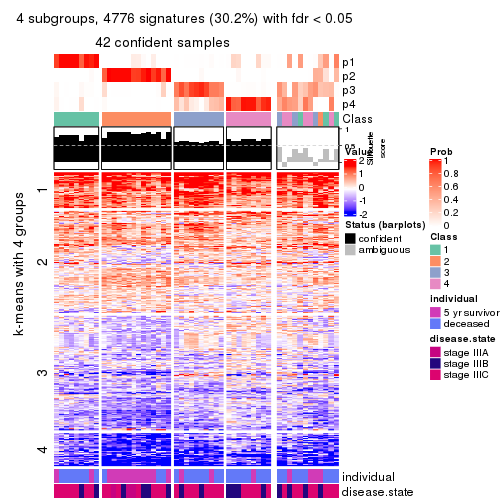 4 subgroups, 4776 signatures (30.2%) with fdr < 0.05
42 confident samples
p1
p2
p3
p4
Class
1
0.5
0
Silhouette
score
k-means with 4 groups
1
2
3
4
individual
disease.state
Value
2
1
0
-1
-2
Status (barplots)
confident
ambiguous
Prob
1
0.8
0.6
0.4
0.2
0
Class
1
2
3
4
individual
5 yr survivor
deceased
disease.state
stage IIIA
stage IIIB
stage IIIC